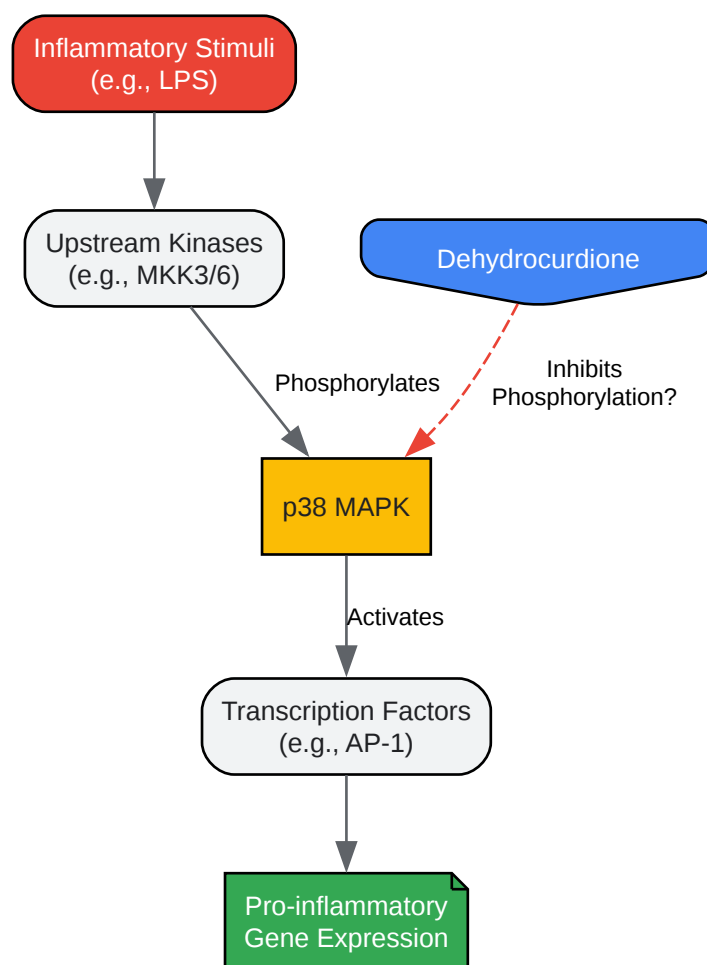 Inflammatory Stimuli
(e.g., LPS)
Upstream Kinases
(e.g., MKK3/6)
Dehydrocurdione
Phosphorylates
Inhibits
Phosphorylation?
p38 MAPK
Activates
Transcription Factors
(e.g., AP-1)
Pro-inflammatory
Gene Expression